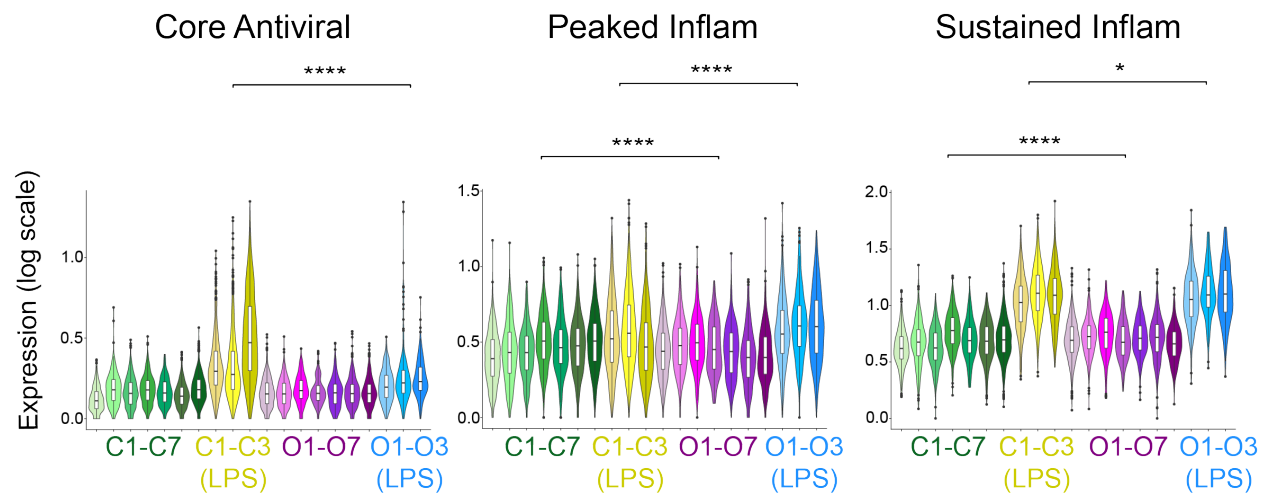 Core Antiviral
Peaked Inflam
Sustained Inflam
****
****
*
****
****
Expression (log scale)
1.0
0.5
0.0
1.5
1.0
0.5
0.0
2.0
1.5
1.0
0.5
0.0
C1-C7 C1-C3 O1-O7 O1-O3
(LPS) (LPS)
C1-C7 C1-C3 O1-O7 O1-O3
(LPS) (LPS)
C1-C7 C1-C3 O1-O7 O1-O3
(LPS) (LPS)